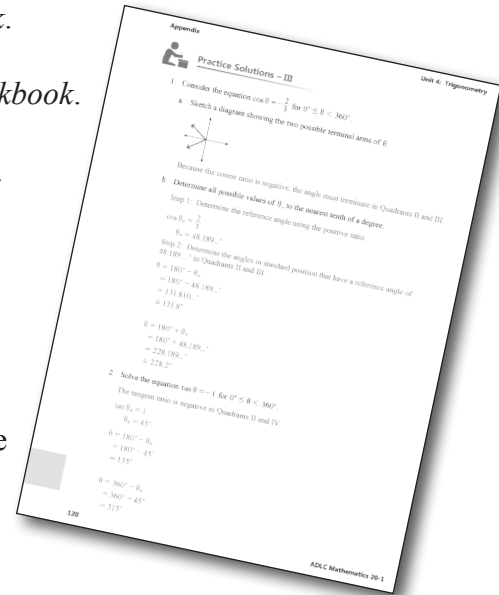 k.
kbook.
e
Appendix
Unit 4: Trigonometry
Practice Solutions – III
1. Consider the equation cos θ = −2/3 for 0° ≤ θ < 360°.
a. Sketch a diagram showing the two possible terminal arms of θ.
Because the cosine ratio is negative, the angle must terminate in Quadrants II and III.
b. Determine all possible values of θ, to the nearest tenth of a degree.
Step 1: Determine the reference angle using the positive ratio.
cos θᵣ = 2/3
θᵣ = 48.189...°
Step 2: Determine the angles in standard position that have a reference angle of
48.189...° in Quadrants II and III.
θ = 180° − θᵣ
= 180° − 48.189...°
= 131.810...°
≐ 131.8°
θ = 180° + θᵣ
= 180° + 48.189...°
= 228.189...°
≐ 228.2°
2. Solve the equation tan θ = −1 for 0° ≤ θ < 360°.
The tangent ratio is negative in Quadrants II and IV.
tan θᵣ = 1
θᵣ = 45°
θ = 180° − θᵣ
= 180° − 45°
= 135°
θ = 360° − θᵣ
= 360° − 45°
= 315°
120
ADLC Mathematics 20-1